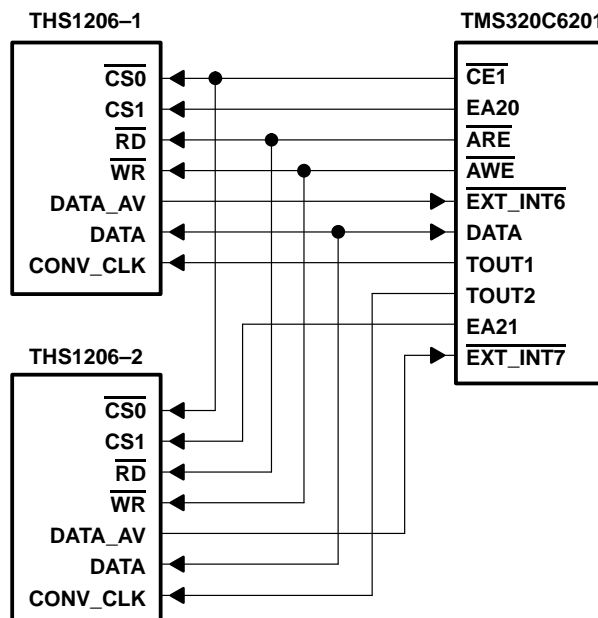 THS1206–1
CS0
CS1
RD
WR
DATA_AV
DATA
CONV_CLK
TMS320C6201
CE1
EA20
ARE
AWE
EXT_INT6
DATA
TOUT1
TOUT2
EA21
EXT_INT7
THS1206–2
CS0
CS1
RD
WR
DATA_AV
DATA
CONV_CLK